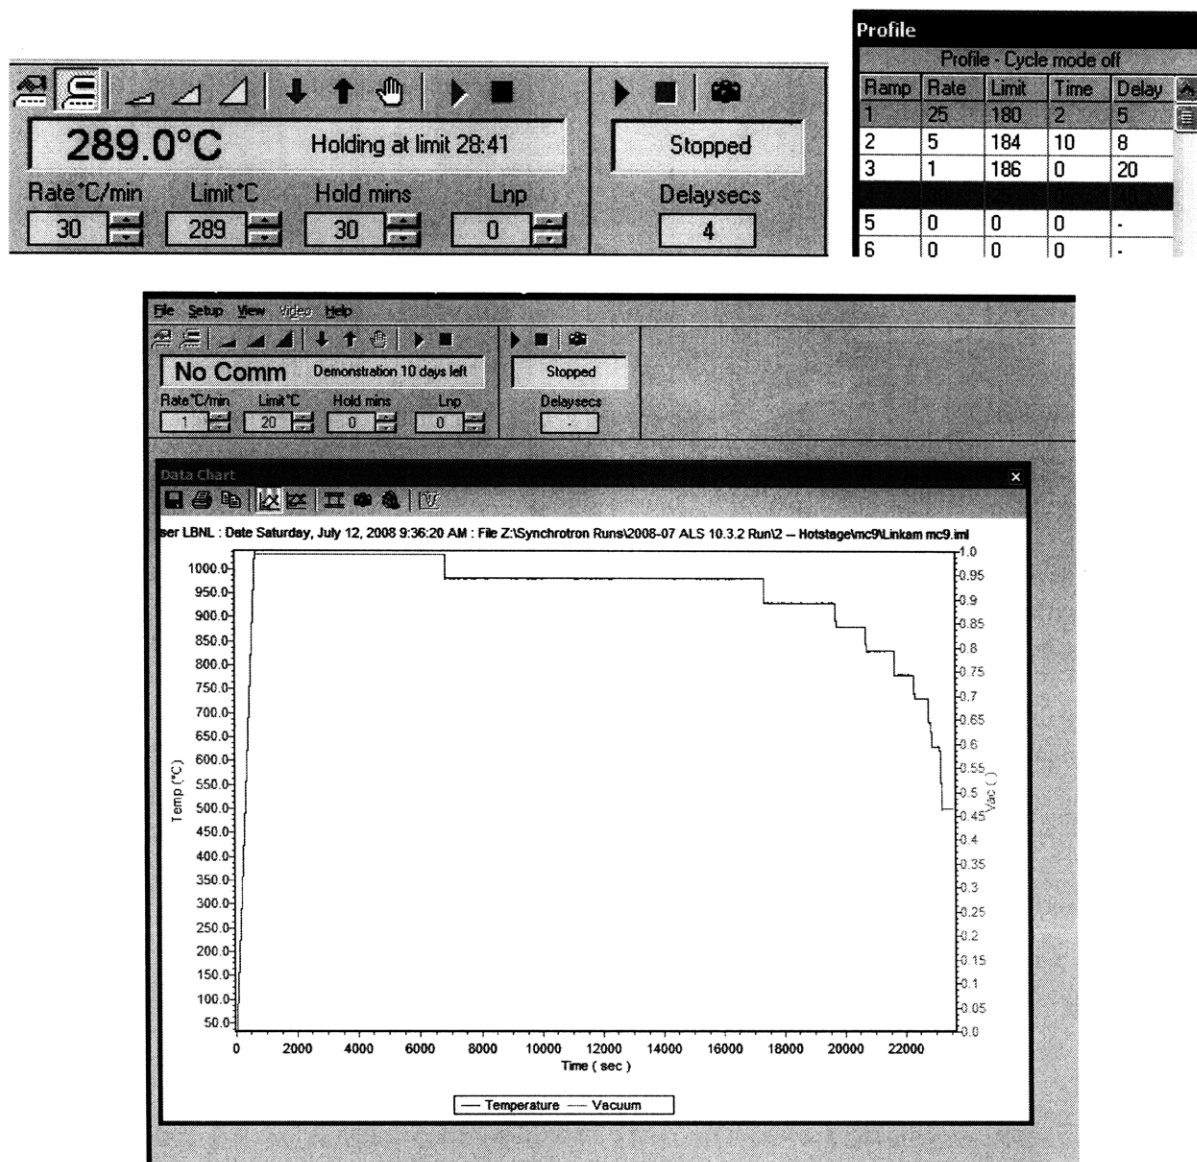 Profile
Profile - Cycle mode off
Ramp Rate Limit Time Delay
1 25 180 2 5
2 5 184 10 8
3 1 186 0 20
5 0 0 0 -
6 0 0 0 -
289.0°C Holding at limit 28:41 Stopped
Rate°C/min Limit°C Hold mins Lnp Delaysecs
30 289 30 0 4
File Setup View Video Help
No Comm Demonstration 10 days left Stopped
Rate°C/min Limit°C Hold mins Lnp Delaysecs
1 20 0 0 -
Data Chart
ser LBNL : Date Saturday, July 12, 2008 9:36:20 AM : File Z:\Synchrotron Runs\2008-07 ALS 10.3.2 Run\2 -- Hotstage\mc9\Linkam mc9.iml
1000.0
950.0
900.0
850.0
800.0
750.0
700.0
650.0
600.0
550.0
500.0
450.0
400.0
350.0
300.0
250.0
200.0
150.0
100.0
50.0
Temp (°C)
1.0
0.95
0.9
0.85
0.8
0.75
0.7
0.65
0.6
0.55
0.5
0.45
0.4
0.35
0.3
0.25
0.2
0.15
0.1
0.05
0.0
Vac ( )
0 2000 4000 6000 8000 10000 12000 14000 16000 18000 20000 22000
Time ( sec )
Temperature Vacuum